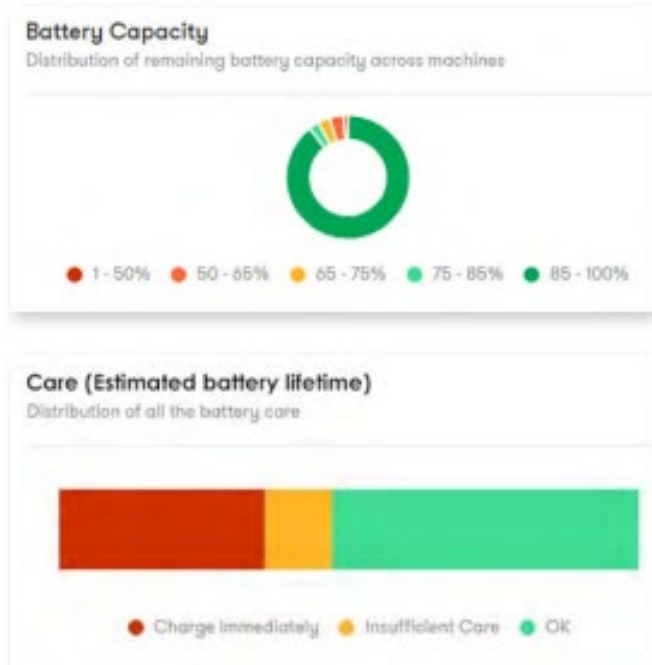 Battery Capacity
Distribution of remaining battery capacity across machines
1 - 50% 50 - 65% 65 - 75% 75 - 85% 85 - 100%
Care (Estimated battery lifetime)
Distribution of all the battery care
Charge Immediately Insufficient Care OK